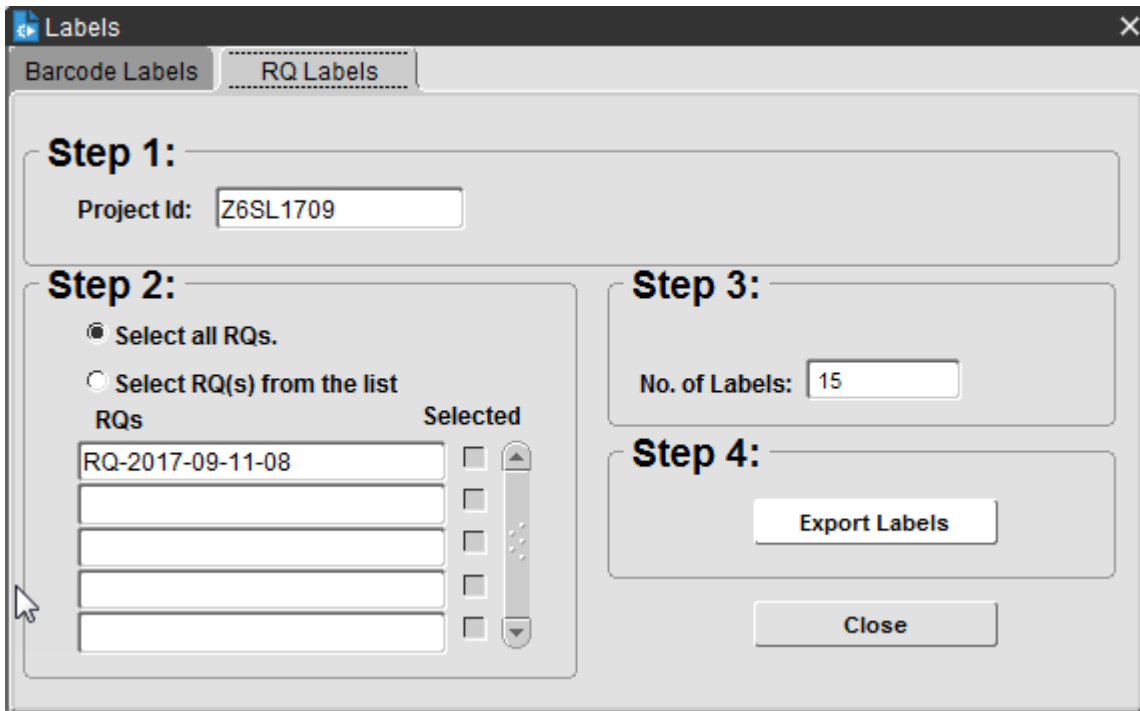 Labels
Barcode Labels
RQ Labels
Step 1:
Project Id:
Z6SL1709
Step 2:
Select all RQs.
Select RQ(s) from the list
RQs
Selected
RQ-2017-09-11-08
Step 3:
No. of Labels:
15
Step 4:
Export Labels
Close